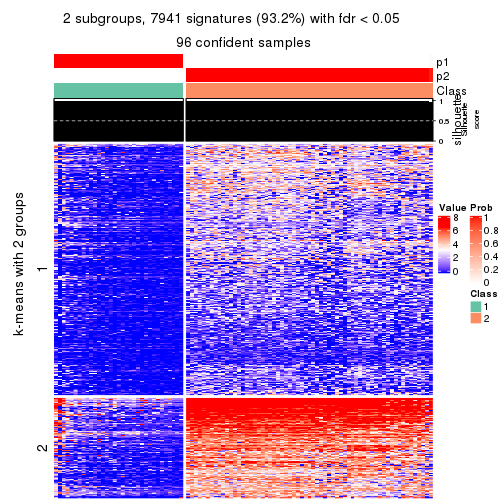 2 subgroups, 7941 signatures (93.2%) with fdr < 0.05
96 confident samples
p1
p2
Class
silhouette
Silhouette
score
1
0.5
0
k-means with 2 groups
1
2
Value
8
6
4
2
0
Prob
1
0.8
0.6
0.4
0.2
0
Class
1
2